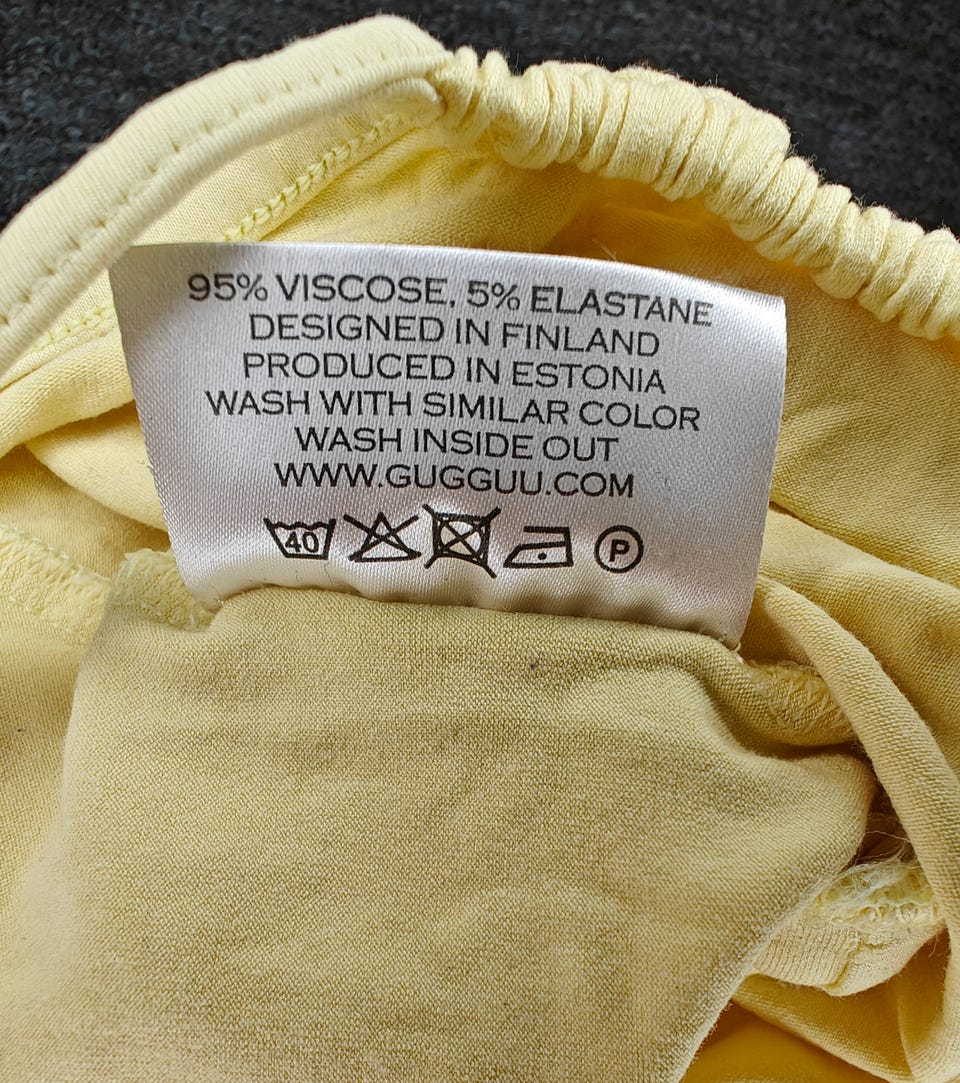 95% VISCOSE, 5% ELASTANE
DESIGNED IN FINLAND
PRODUCED IN ESTONIA
WASH WITH SIMILAR COLOR
WASH INSIDE OUT
WWW.GUGGUU.COM
40 P